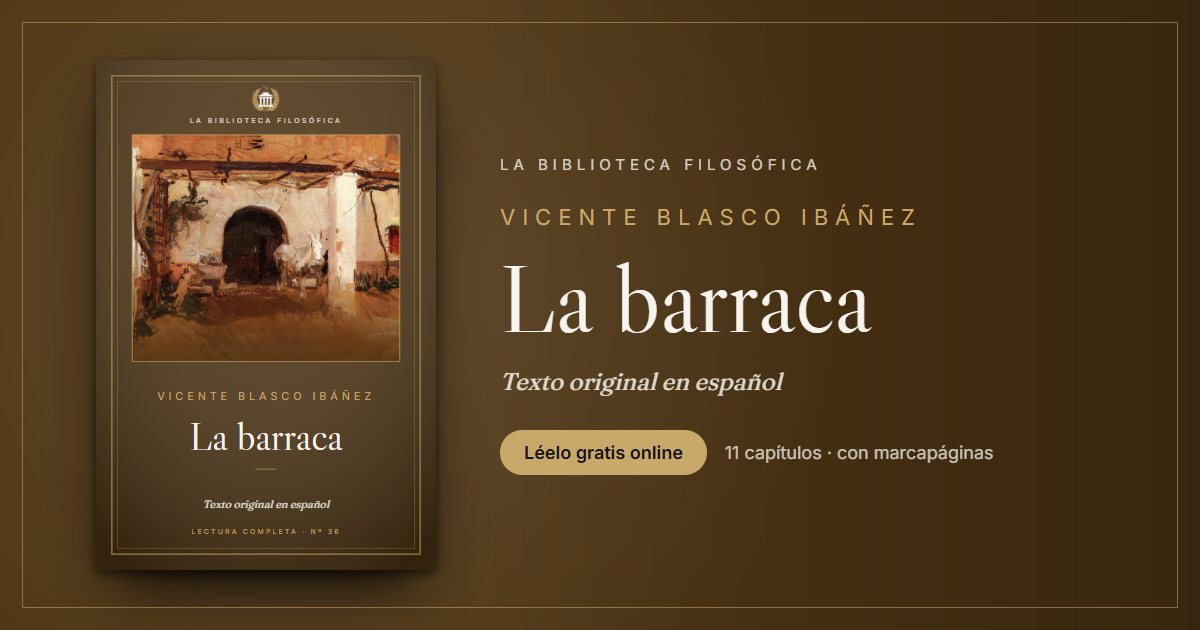 LA BIBLIOTECA FILOSÓFICA
VICENTE BLASCO IBÁÑEZ
La barraca
Texto original en español
LECTURA COMPLETA · Nº 36
LA BIBLIOTECA FILOSÓFICA
VICENTE BLASCO IBÁÑEZ
La barraca
Texto original en español
Léelo gratis online
11 capítulos · con marcapáginas